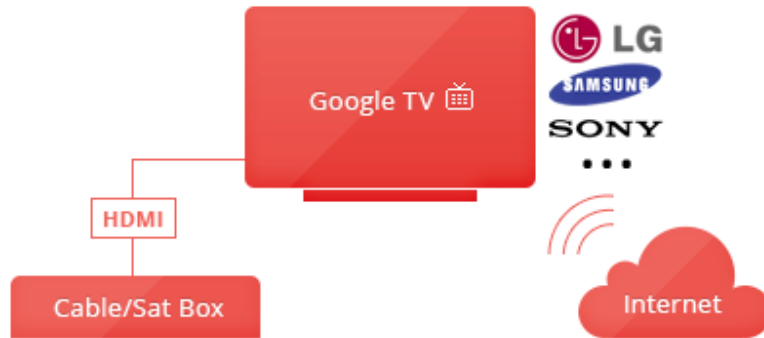 Google TV
LG
SAMSUNG
SONY
...
HDMI
Cable/Sat Box
Internet